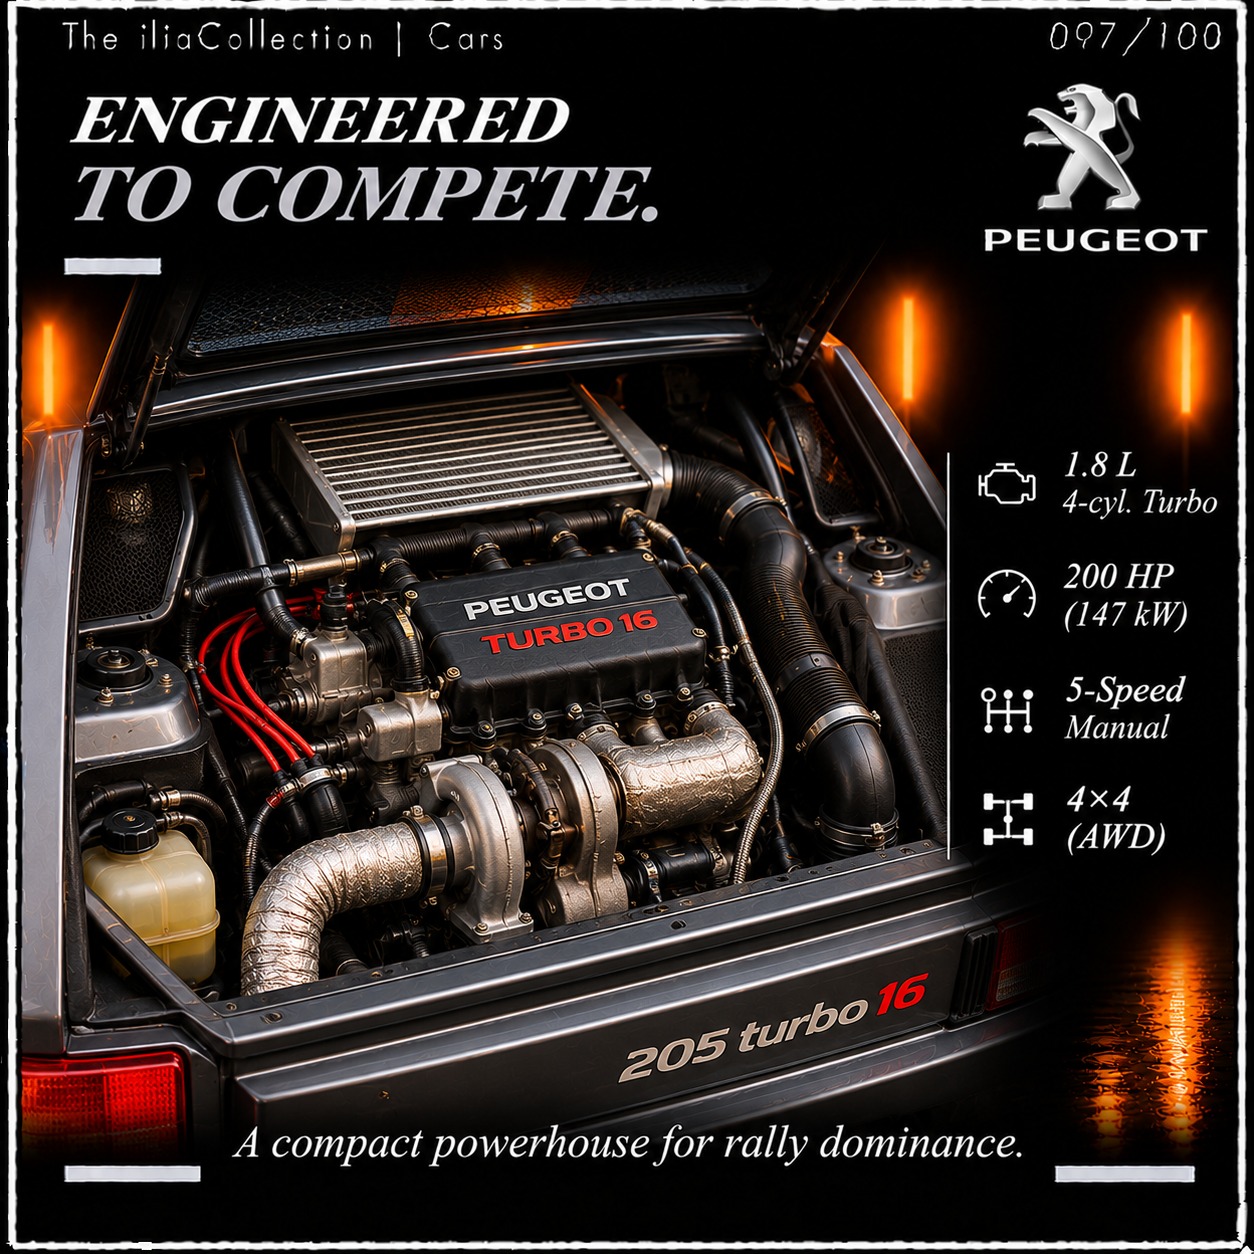 The iliaCollection | Cars
097/100
ENGINEERED
TO COMPETE.
PEUGEOT
1.8 L
4-cyl. Turbo
200 HP
(147 kW)
5-Speed
Manual
4×4
(AWD)
PEUGEOT
TURBO 16
205 turbo 16
A compact powerhouse for rally dominance.